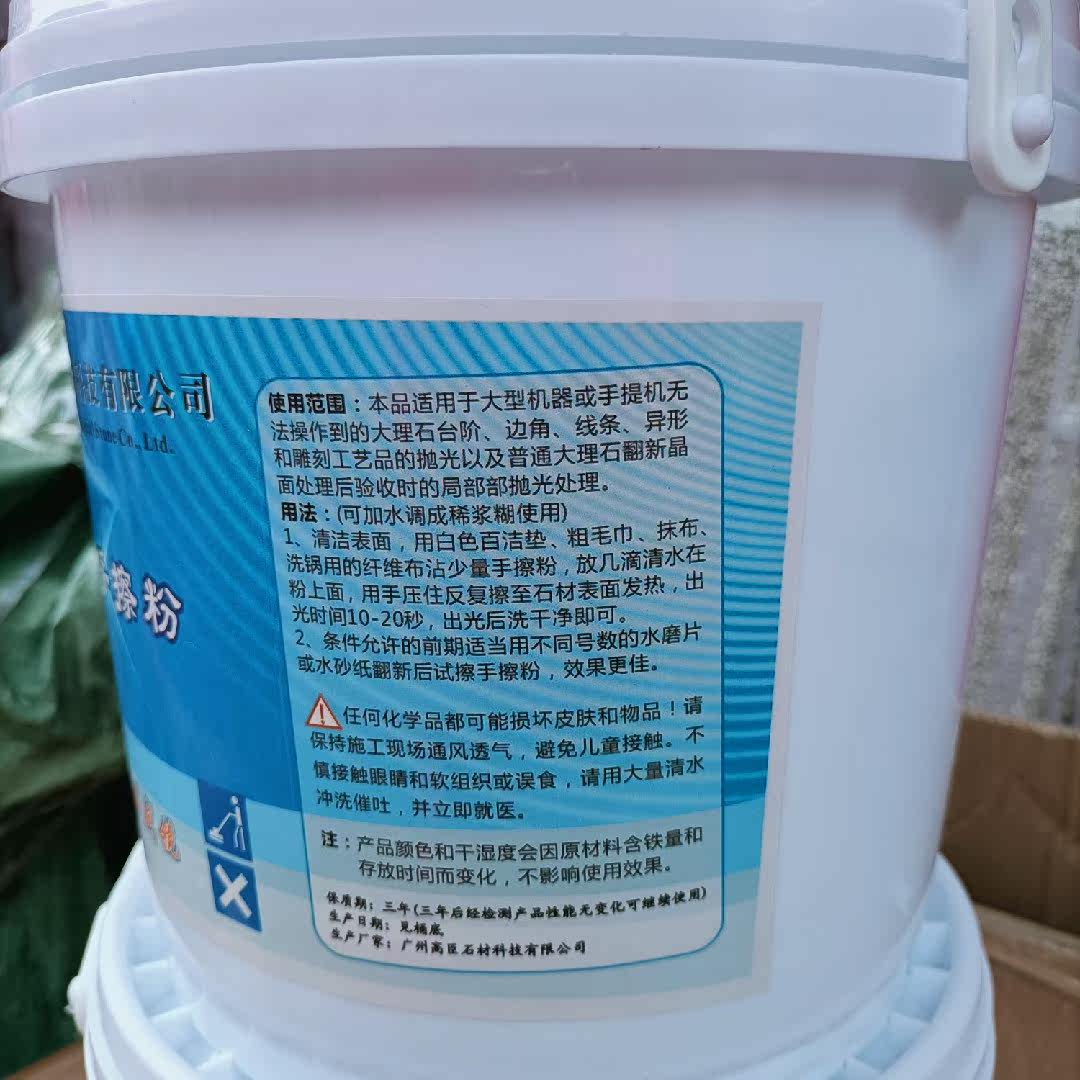 技有限公司
Co., Ltd.
擦粉
使用范围：本品适用于大型机器或手提机无
法操作到的大理石台阶、边角、线条、异形
和雕刻工艺品的抛光以及普通大理石翻新晶
面处理后验收时的局部部抛光处理。
用法：(可加水调成稀浆糊使用)
1、清洁表面，用白色百洁垫、粗毛巾、抹布、
洗锅用的纤维布沾少量手擦粉，放几滴清水在
粉上面，用手压住反复擦至石材表面发热，出
光时间10-20秒，出光后洗干净即可。
2、条件允许的前期适当用不同号数的水磨片
或水砂纸翻新后试擦手擦粉，效果更佳。
任何化学品都可能损坏皮肤和物品！请
保持施工现场通风透气，避免儿童接触。不
慎接触眼睛和软组织或误食，请用大量清水
冲洗催吐，并立即就医。
注：产品颜色和干湿度会因原材料含铁量和
存放时间而变化，不影响使用效果。
保质期：三年(三年后经检测产品性能无变化可继续使用)
生产日期：见桶底
生产厂家：广州高臣石材科技有限公司